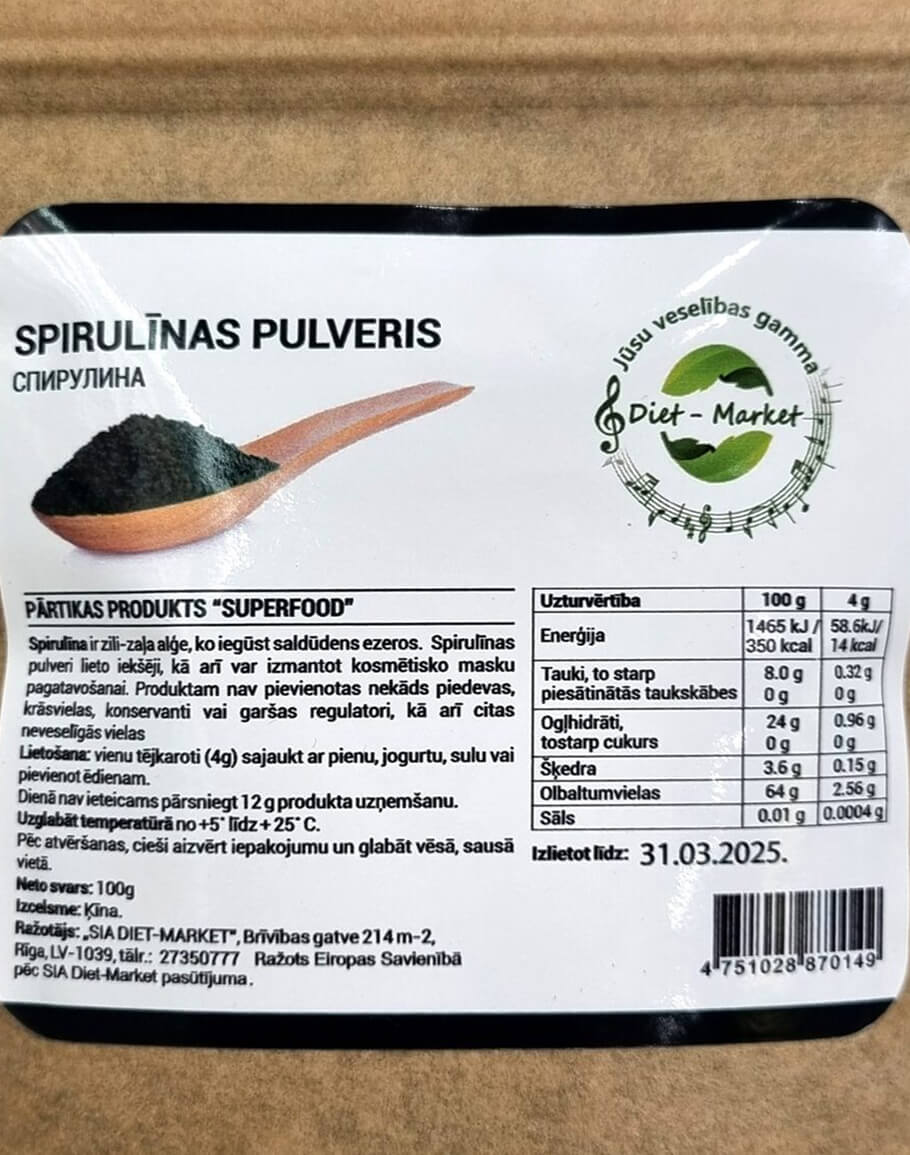 SPIRULĪNAS PULVERIS
СПИРУЛИНА
Jūsu veselības gamma
Diet - Market
PĀRTIKAS PRODUKTS “SUPERFOOD”
Spirulina ir zili-zaļa alģe, ko iegūst saldūdens ezeros. Spirulīnas
pulveri lieto iekšēji, kā arī var izmantot kosmētisko masku
pagatavošanai. Produktam nav pievienotas nekāds piedevas,
krāsvielas, konservanti vai garšas regulatori, kā arī citas
neveselīgās vielas
Lietošana: vienu tējkaroti (4g) sajaukt ar pienu, jogurtu, sulu vai
pievienot ēdienam.
Dienā nav ieteicams pārsniegt 12 g produkta uzņemšanu.
Uzglabāt temperatūrā no +5˚ līdz + 25˚ C.
Pēc atvēršanas, cieši aizvērt iepakojumu un glabāt vēsā, sausā
vietā.
Neto svars: 100g
Izcelsme: Ķīna.
Ražotājs: „SIA DIET-MARKET”, Brīvības gatve 214 m-2,
Rīga, LV-1039, tālr.: 27350777 Ražots Eiropas Savienībā
pēc SIA Diet-Market pasūtījuma.
Uzturvērtība 100 g 4 g
Enerģija 1465 kJ / 58.6kJ/
350 kcal 14 kcal
Tauki, to starp 8.0 g 0.32 g
piesātinātās taukskābes 0 g 0 g
Ogļhidrāti, 24 g 0.96 g
tostarp cukurs 0 g 0 g
Šķedra 3.6 g 0.15 g
Olbaltumvielas 64 g 2.56 g
Sāls 0.01 g 0.0004 g
Izlietot līdz: 31.03.2025.
4 751028 870149